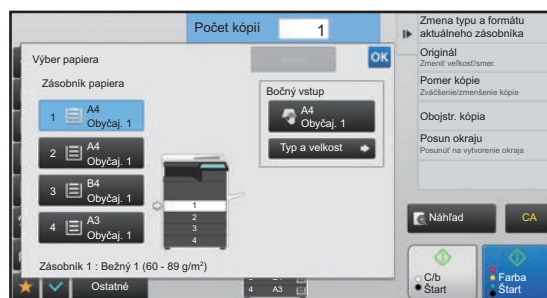 Počet kópií 1
Výber papiera
OK
Zásobník papiera
1 A4
Obyčaj. 1
2 A4
Obyčaj. 1
3 B4
Obyčaj. 1
4 A3
Obyčaj. 1
1
2
3
4
Bočný vstup
A4
Obyčaj. 1
Typ a velkost
Zásobník 1 : Bežný 1 (60 - 89 g/m²)
Ostatné
4 A3
Zmena typu a formátu
aktuálneho zásobníka
Originál
Zmeniť veľkosť/smer.
Pomer kópie
Zväčšenie/zmenšenie kópie
Obojstr. kópia
Posun okraju
Posunúť na vytvorenie okraja
Náhľad
CA
C/b
Štart
Farba
Štart